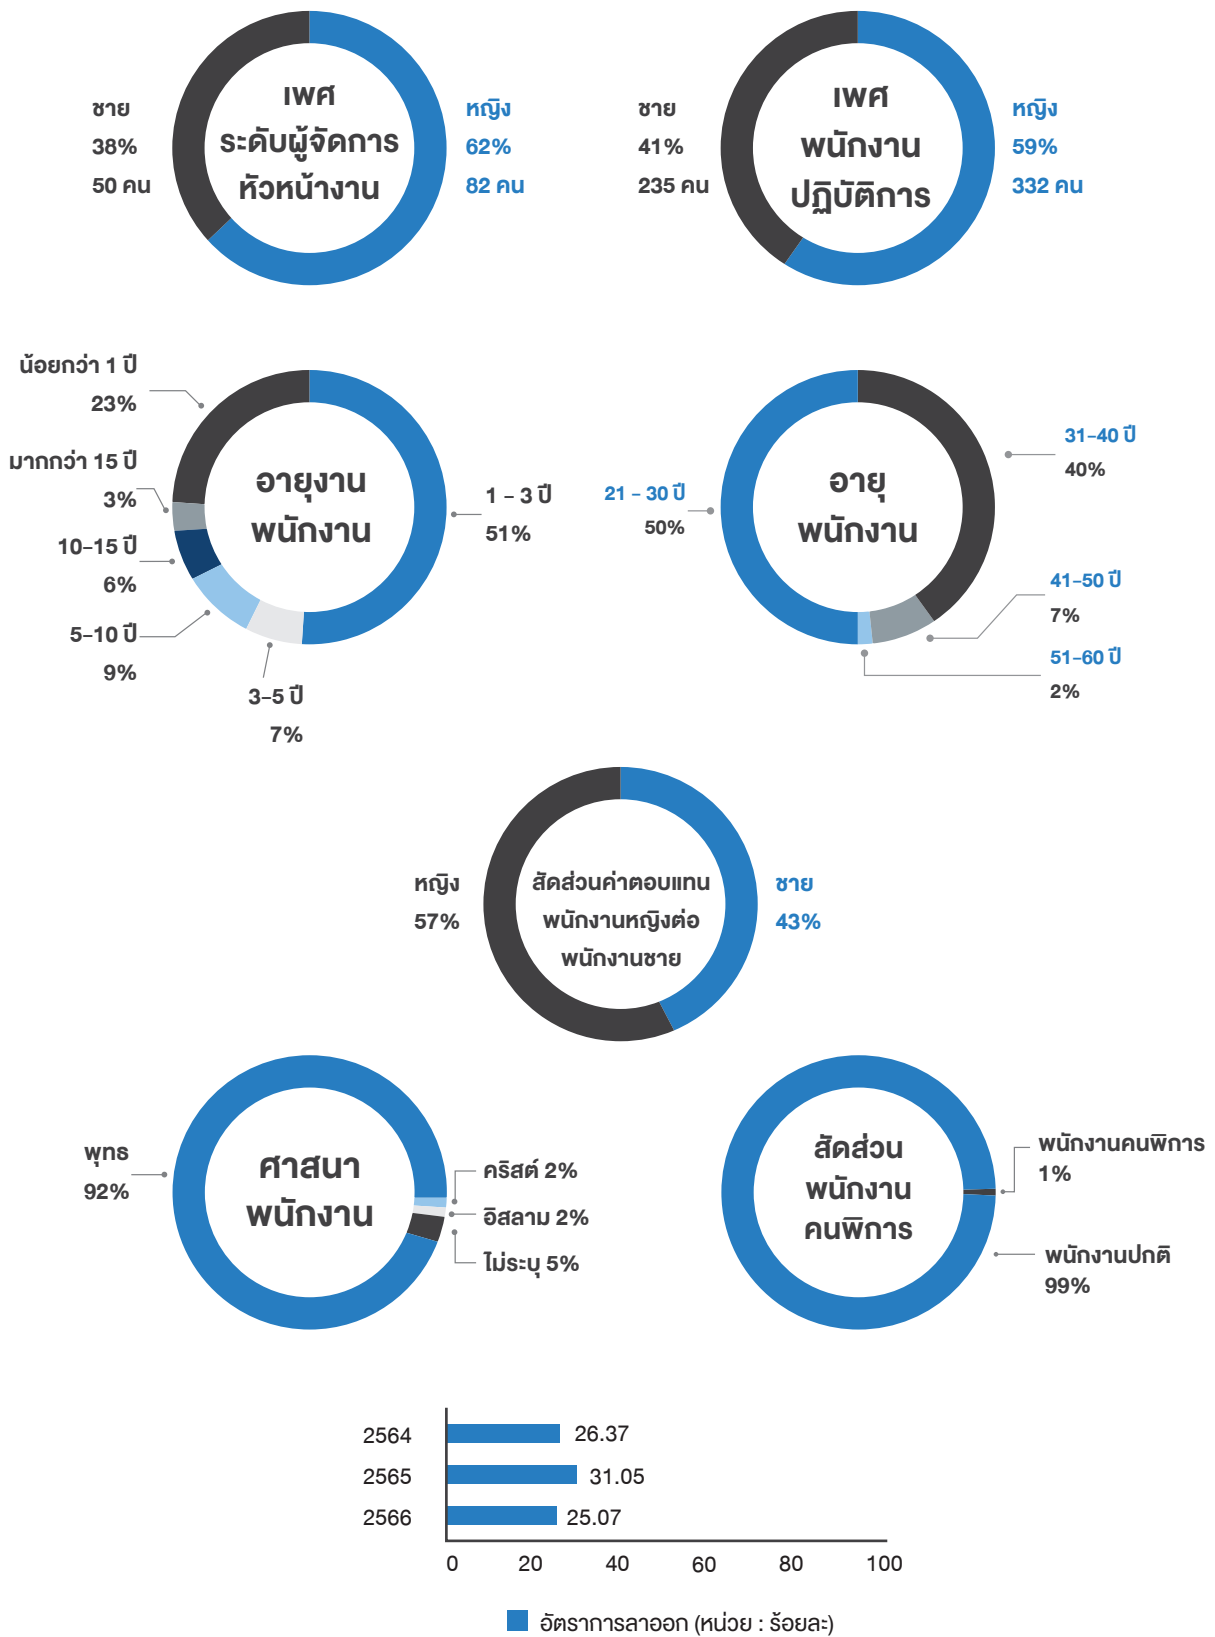 ชาย
38%
50 คน
เพศ
ระดับผู้จัดการ
หัวหน้างาน
หญิง
62%
82 คน
ชาย
41%
235 คน
เพศ
พนักงาน
ปฏิบัติการ
หญิง
59%
332 คน
น้อยกว่า 1 ปี
23%
มากกว่า 15 ปี
3%
10-15 ปี
6%
5-10 ปี
9%
3-5 ปี
7%
อายุงาน
พนักงาน
1 - 3 ปี
51%
21 - 30 ปี
50%
อายุ
พนักงาน
31-40 ปี
40%
41-50 ปี
7%
51-60 ปี
2%
หญิง
57%
สัดส่วนค่าตอบแทน
พนักงานหญิงต่อ
พนักงานชาย
ชาย
43%
พุทธ
92%
ศาสนา
พนักงาน
คริสต์ 2%
อิสลาม 2%
ไม่ระบุ 5%
สัดส่วน
พนักงาน
คนพิการ
พนักงานคนพิการ
1%
พนักงานปกติ
99%
2564 26.37
2565 31.05
2566 25.07
0 20 40 60 80 100
อัตราการลาออก (หน่วย : ร้อยละ)